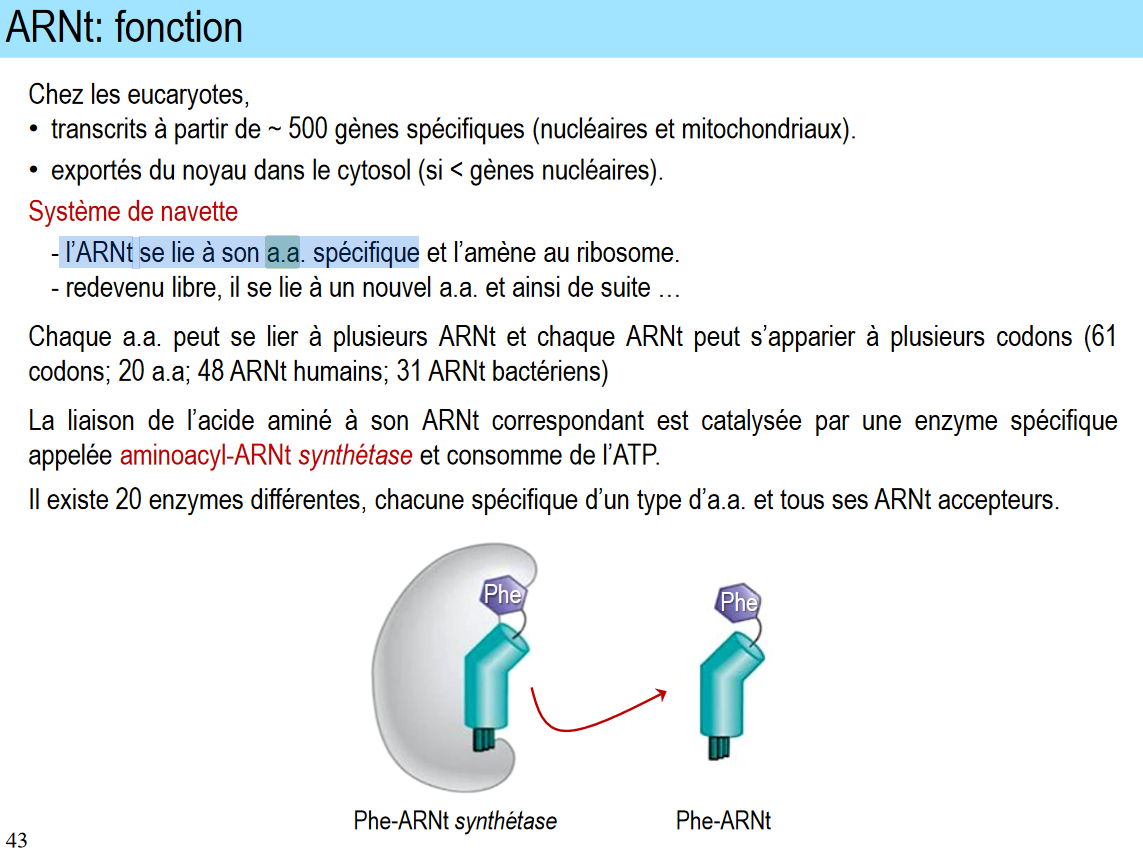 ARNt: fonction
Chez les eucaryotes,
• transcrits à partir de ~ 500 gènes spécifiques (nucléaires et mitochondriaux).
• exportés du noyau dans le cytosol (si < gènes nucléaires).
Système de navette
- l’ARNt se lie à son a.a. spécifique et l’amène au ribosome.
- redevenu libre, il se lie à un nouvel a.a. et ainsi de suite …
Chaque a.a. peut se lier à plusieurs ARNt et chaque ARNt peut s’apparier à plusieurs codons (61
codons; 20 a.a; 48 ARNt humains; 31 ARNt bactériens)
La liaison de l’acide aminé à son ARNt correspondant est catalysée par une enzyme spécifique
appelée aminoacyl-ARNt synthétase et consomme de l’ATP.
Il existe 20 enzymes différentes, chacune spécifique d’un type d’a.a. et tous ses ARNt accepteurs.
Phe
Phe
Phe-ARNt synthétase
Phe-ARNt
43